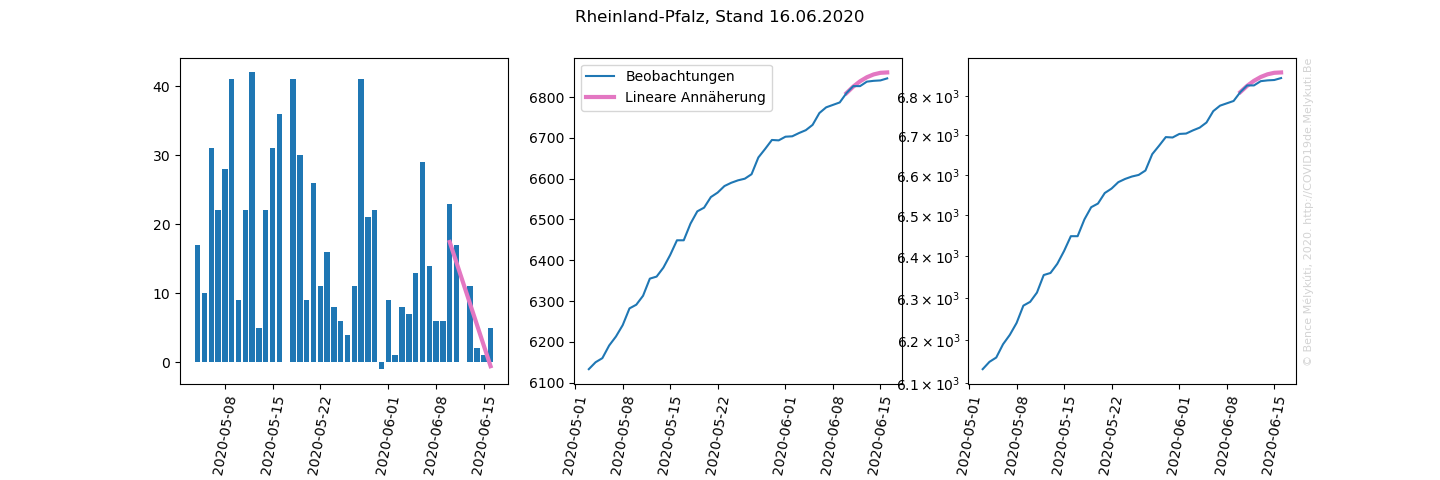 Rheinland-Pfalz, Stand 16.06.2020
40
30
20
10
0
2020-05-08
2020-05-15
2020-05-22
2020-06-01
2020-06-08
2020-06-15
Beobachtungen
Lineare Annäherung
6800
6700
6600
6500
6400
6300
6200
6100
2020-05-01
2020-05-08
2020-05-15
2020-05-22
2020-06-01
2020-06-08
2020-06-15
6.8 × 10³
6.7 × 10³
6.6 × 10³
6.5 × 10³
6.4 × 10³
6.3 × 10³
6.2 × 10³
6.1 × 10³
2020-05-01
2020-05-08
2020-05-15
2020-05-22
2020-06-01
2020-06-08
2020-06-15
© Bence Mélykúti, 2020. http://COVID19de.Melykuti.Be